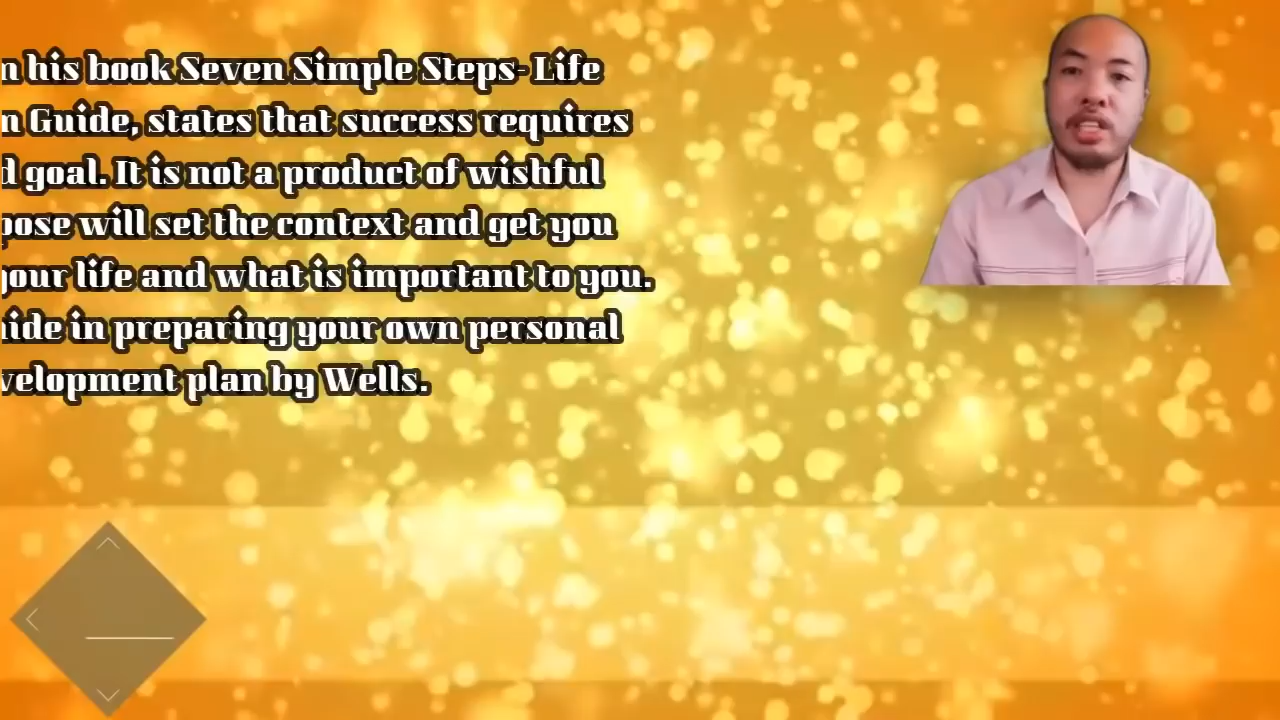 n his book Seven Simple Steps- Life
n Guide, states that success requires
d goal. It is not a product of wishful
pose will set the context and get you
your life and what is important to you.
ide in preparing your own personal
velopment plan by Wells.